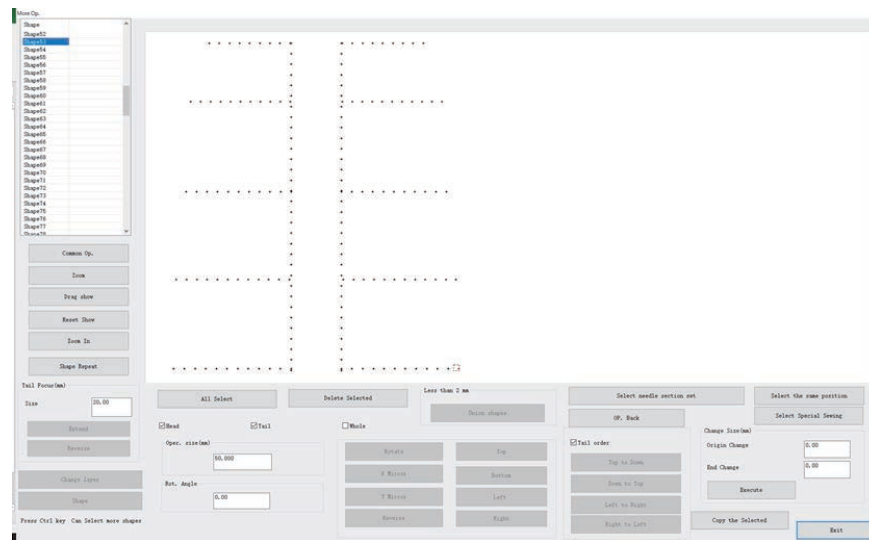 More Op.
Shape
Shape52
Shape53
Shape54
Shape55
Shape56
Shape57
Shape58
Shape59
Shape60
Shape61
Shape62
Shape63
Shape64
Shape65
Shape66
Shape67
Shape68
Shape69
Shape70
Shape71
Shape72
Shape73
Shape74
Shape75
Shape76
Shape77
Shape78
Common Op.
Zoom
Drag show
Reset Show
Zoom In
Shape Repeat
Tail Focus(mm)
Size 20.00
Extend
Reverse
Change Layer
Shape
Press Ctrl key Can Select more shapes
All Select
Delete Selected
Less than 2 mm
Union shapes
Head
Tail
Whole
Oper. size(mm)
50.000
Rot. Angle
0.00
Rotate
X Mirror
Y Mirror
Reverse
Top
Bottom
Left
Right
Select needle section set
OP. Back
Tail order
Top to Down
Down to Top
Left to Right
Right to Left
Select the same position
Select Special Sewing
Change Size(mm)
Origin Change 0.00
End Change 0.00
Execute
Copy the Selected
Exit